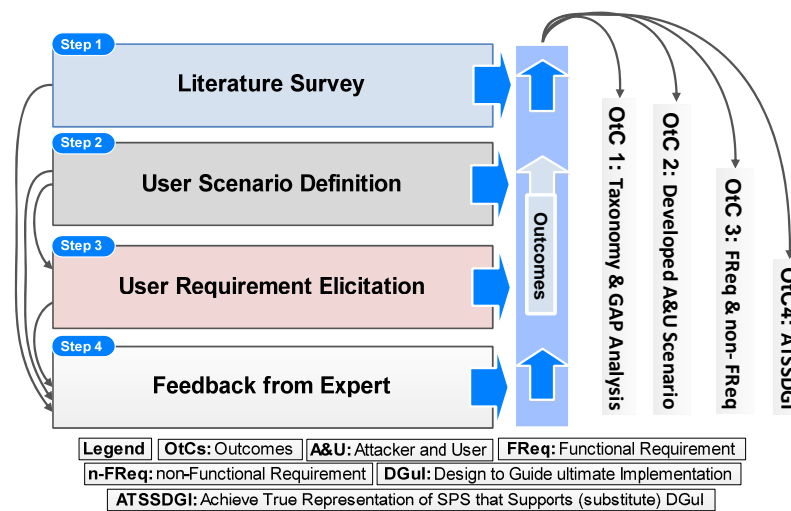 Step 1
Literature Survey
Step 2
User Scenario Definition
Step 3
User Requirement Elicitation
Step 4
Feedback from Expert
Outcomes
OtC 1: Taxonomy & GAP Analysis
OtC 2: Developed A&U Scenario
OtC 3: FReq & non- FReq
OtC4: ATSSDGI
Legend
OtCs: Outcomes
A&U: Attacker and User
FReq: Functional Requirement
n-FReq: non-Functional Requirement
DGuI: Design to Guide ultimate Implementation
ATSSDGI: Achieve True Representation of SPS that Supports (substitute) DGuI